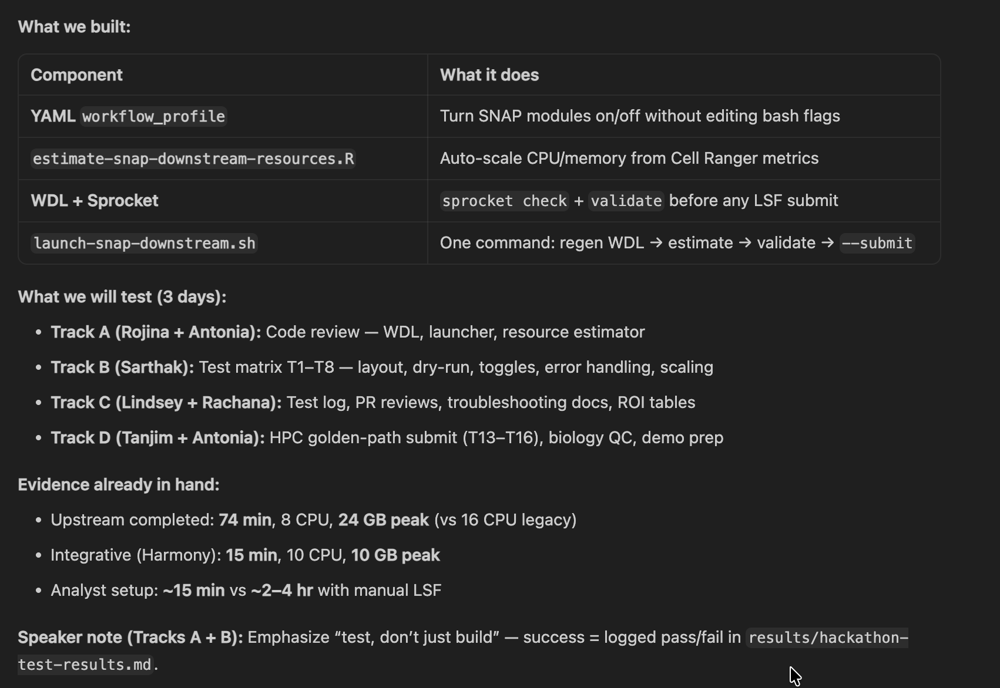 What we built:
Component What it does
YAML workflow_profile Turn SNAP modules on/off without editing bash flags
estimate-snap-downstream-resources.R Auto-scale CPU/memory from Cell Ranger metrics
WDL + Sprocket sprocket check + validate before any LSF submit
launch-snap-downstream.sh One command: regen WDL → estimate → validate → --submit
What we will test (3 days):
• Track A (Rojina + Antonia): Code review — WDL, launcher, resource estimator
• Track B (Sarthak): Test matrix T1–T8 — layout, dry-run, toggles, error handling, scaling
• Track C (Lindsey + Rachana): Test log, PR reviews, troubleshooting docs, ROI tables
• Track D (Tanjim + Antonia): HPC golden-path submit (T13–T16), biology QC, demo prep
Evidence already in hand:
• Upstream completed: 74 min, 8 CPU, 24 GB peak (vs 16 CPU legacy)
• Integrative (Harmony): 15 min, 10 CPU, 10 GB peak
• Analyst setup: ~15 min vs ~2–4 hr with manual LSF
Speaker note (Tracks A + B): Emphasize “test, don’t just build” — success = logged pass/fail in results/hackathon-
test-results.md.